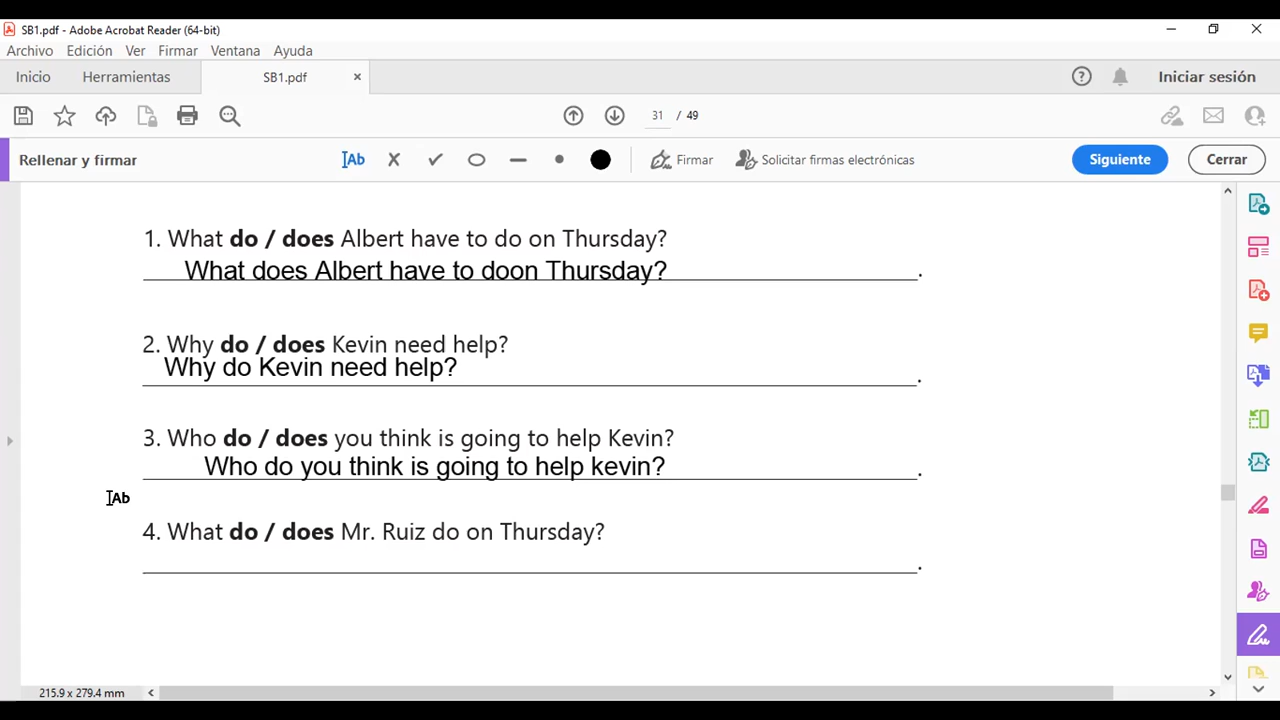 SB1.pdf - Adobe Acrobat Reader (64-bit)
Archivo Edición Ver Firmar Ventana Ayuda
Inicio Herramientas SB1.pdf Iniciar sesión
31 / 49
Rellenar y firmar Ab Firmar Solicitar firmas electrónicas Siguiente Cerrar
1. What do / does Albert have to do on Thursday?
What does Albert have to doon Thursday?
.
2. Why do / does Kevin need help?
Why do Kevin need help?
.
3. Who do / does you think is going to help Kevin?
Who do you think is going to help kevin?
.
Ab
4. What do / does Mr. Ruiz do on Thursday?
.
215.9 x 279.4 mm